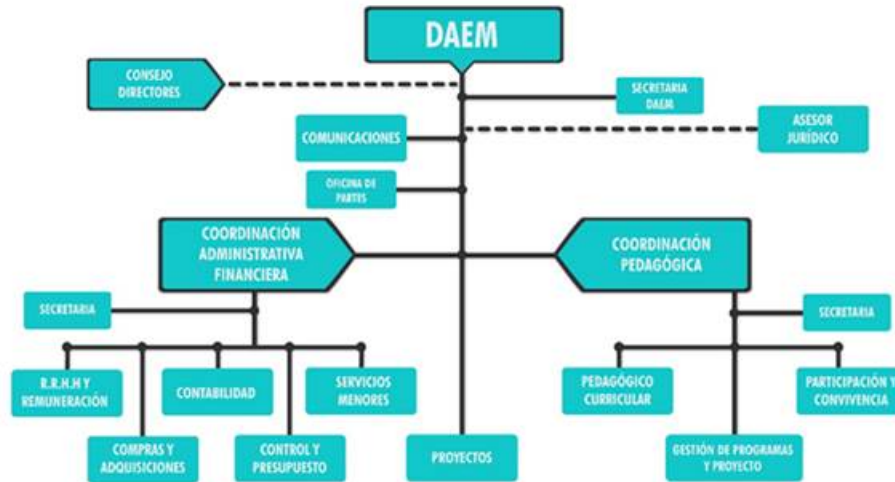 DAEM
CONSEJO
DIRECTORES
SECRETARIA
DAEM
COMUNICACIONES
ASESOR
JURÍDICO
OFICINA DE
PARTES
COORDINACIÓN
ADMINISTRATIVA
FINANCIERA
COORDINACIÓN
PEDAGÓGICA
SECRETARIA
SECRETARIA
R.R.H.H Y
REMUNERACIÓN
CONTABILIDAD
SERVICIOS
MENORES
PEDAGÓGICO
CURRICULAR
PARTICIPACIÓN Y
CONVIVENCIA
COMPRAS Y
ADQUISICIONES
CONTROL Y
PRESUPUESTO
PROYECTOS
GESTIÓN DE PROGRAMAS
Y PROYECTO